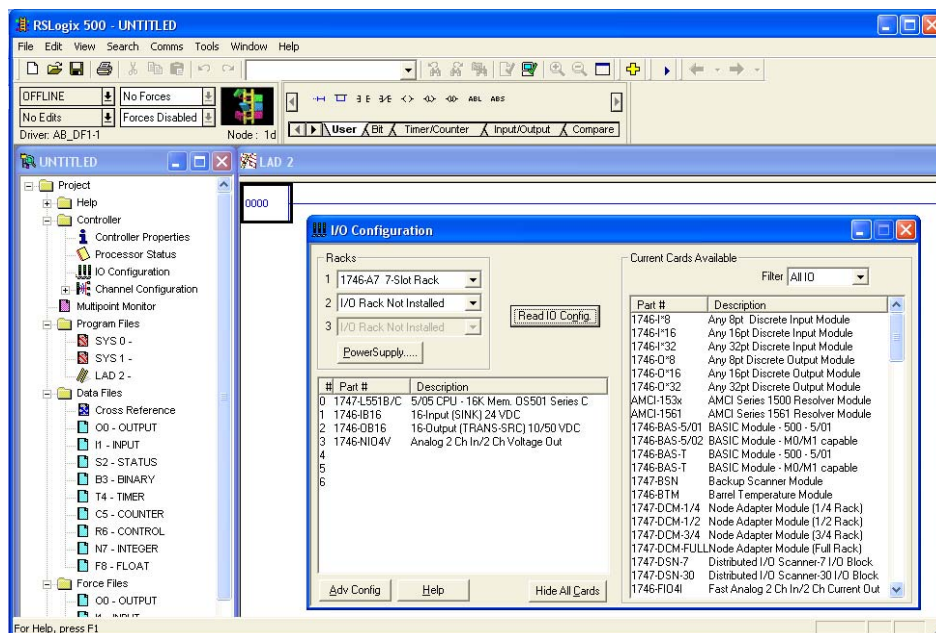 RSLogix 500 - UNTITLED
File Edit View Search Comms Tools Window Help
OFFLINE No Forces
No Edits Forces Disabled
Driver: AB_DF1-1 Node : 1d
ABL ABS
User Bit Timer/Counter Input/Output Compare
UNTITLED
Project
Help
Controller
Controller Properties
Processor Status
IO Configuration
Channel Configuration
Multipoint Monitor
Program Files
SYS 0 -
SYS 1 -
LAD 2 -
Data Files
Cross Reference
O0 - OUTPUT
I1 - INPUT
S2 - STATUS
B3 - BINARY
T4 - TIMER
C5 - COUNTER
R6 - CONTROL
N7 - INTEGER
F8 - FLOAT
Force Files
O0 - OUTPUT
I1 - INPUT
LAD 2
0000
I/O Configuration
Racks
1 1746-A7 7-Slot Rack
2 I/O Rack Not Installed
3 I/O Rack Not Installed
PowerSupply.....
Read IO Config.
# Part # Description
0 1747-L551B/C 5/05 CPU - 16K Mem. OS501 Series C
1 1746-IB16 16-Input (SINK) 24 VDC
2 1746-OB16 16-Output (TRANS-SRC) 10/50 VDC
3 1746-NIO4V Analog 2 Ch In/2 Ch Voltage Out
4
5
6
Adv Config Help Hide All Cards
Current Cards Available
Filter All IO
Part # Description
1746-I*8 Any 8pt Discrete Input Module
1746-I*16 Any 16pt Discrete Input Module
1746-I*32 Any 32pt Discrete Input Module
1746-O*8 Any 8pt Discrete Output Module
1746-O*16 Any 16pt Discrete Output Module
1746-O*32 Any 32pt Discrete Output Module
AMCI-153x AMCI Series 1500 Resolver Module
AMCI-1561 AMCI Series 1561 Resolver Module
1746-BAS-5/01 BASIC Module - 500 - 5/01
1746-BAS-5/02 BASIC Module - M0/M1 capable
1746-BAS-T BASIC Module - 500 - 5/01
1746-BAS-T BASIC Module - M0/M1 capable
1747-BSN Backup Scanner Module
1746-BTM Barrel Temperature Module
1747-DCM-1/4 Node Adapter Module (1/4 Rack)
1747-DCM-1/2 Node Adapter Module (1/2 Rack)
1747-DCM-3/4 Node Adapter Module (3/4 Rack)
1747-DCM-FULL Node Adapter Module (Full Rack)
1747-DSN-7 Distributed I/O Scanner-7 I/O Block
1747-DSN-30 Distributed I/O Scanner-30 I/O Block
1746-FIO4I Fast Analog 2 Ch In/2 Ch Current Out
For Help, press F1